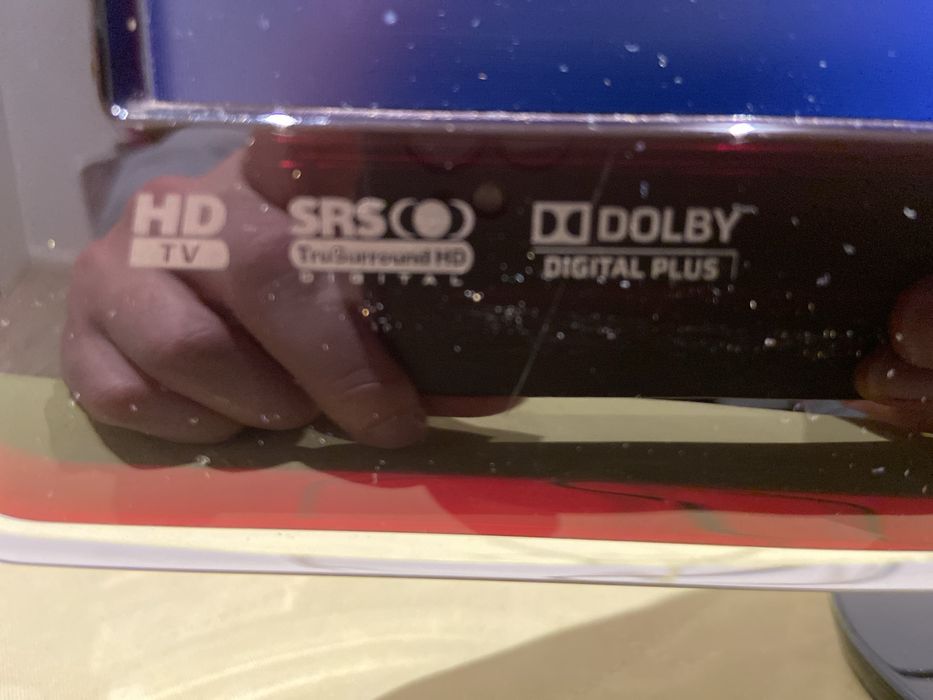 HD
TV
SRS
TruSurround HD
DIGITAL
DOLBY
DIGITAL PLUS